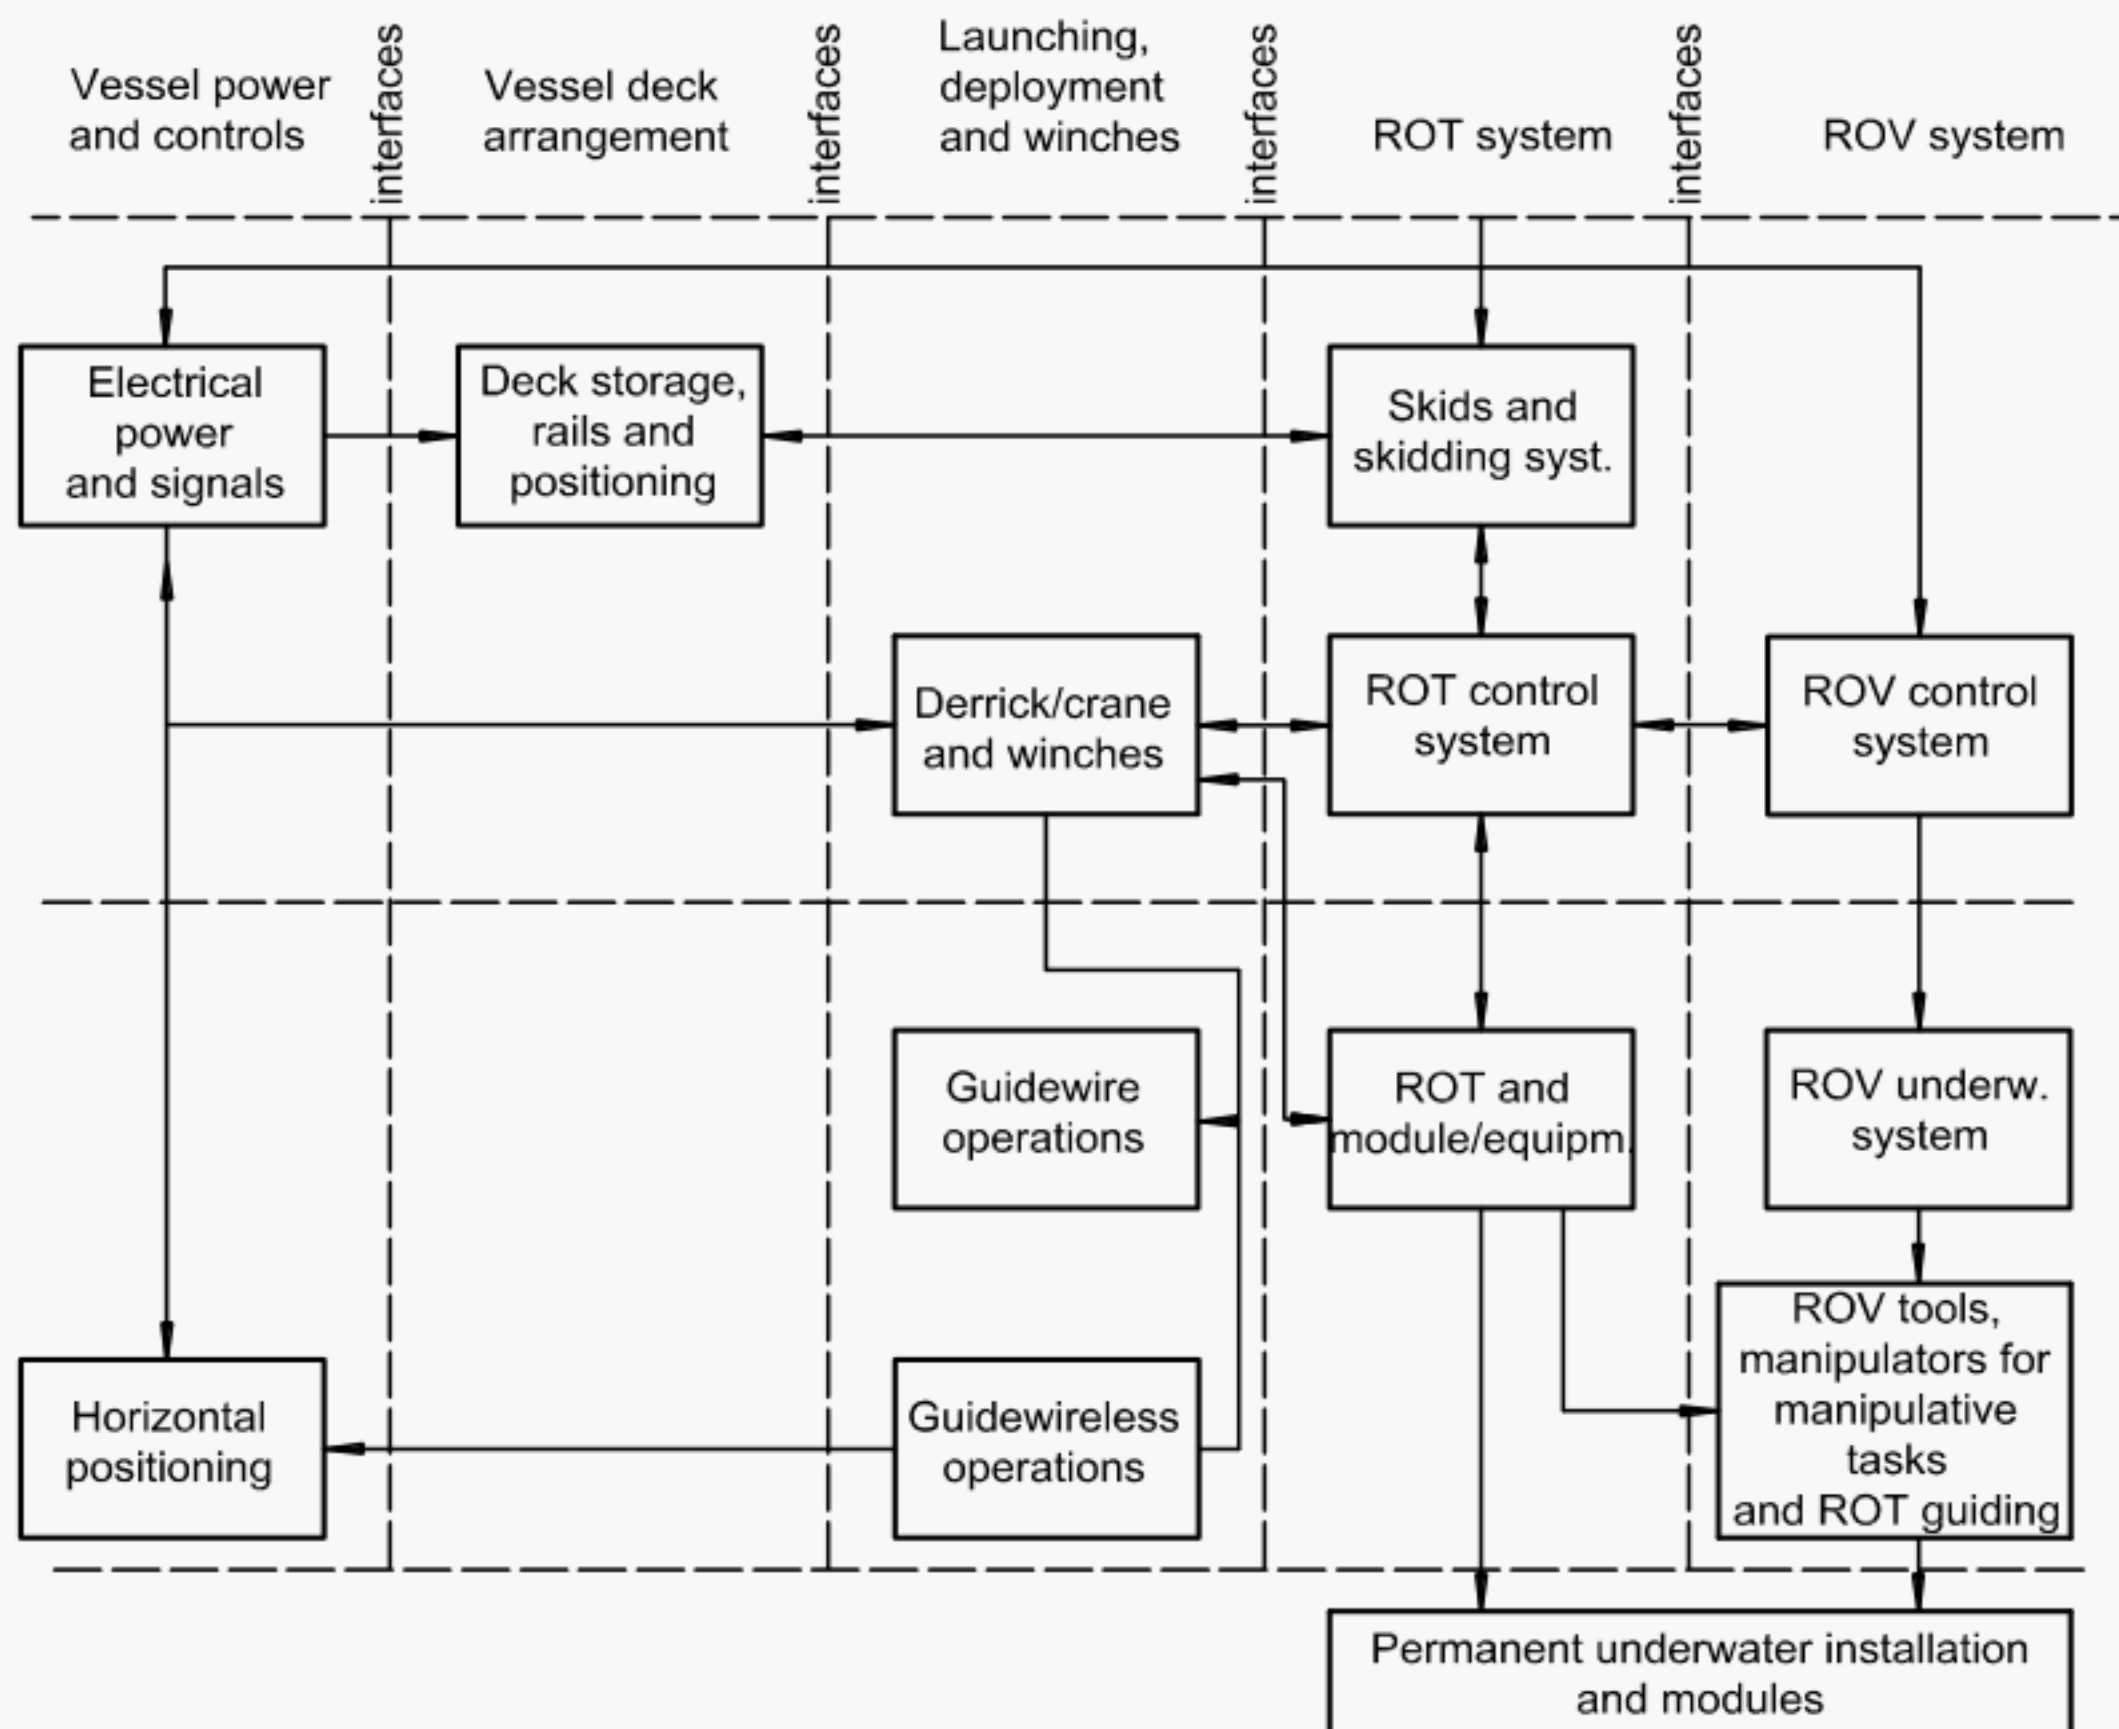 Vessel power
and controls
interfaces
Vessel deck
arrangement
interfaces
Launching,
deployment
and winches
interfaces
ROT system
interfaces
ROV system
Electrical
power
and signals
Deck storage,
rails and
positioning
Skids and
skidding syst.
Derrick/crane
and winches
ROT control
system
ROV control
system
Guidewire
operations
ROT and
module/equipm.
ROV underw.
system
Horizontal
positioning
Guidewireless
operations
ROV tools,
manipulators for
manipulative
tasks
and ROT guiding
Permanent underwater installation
and modules